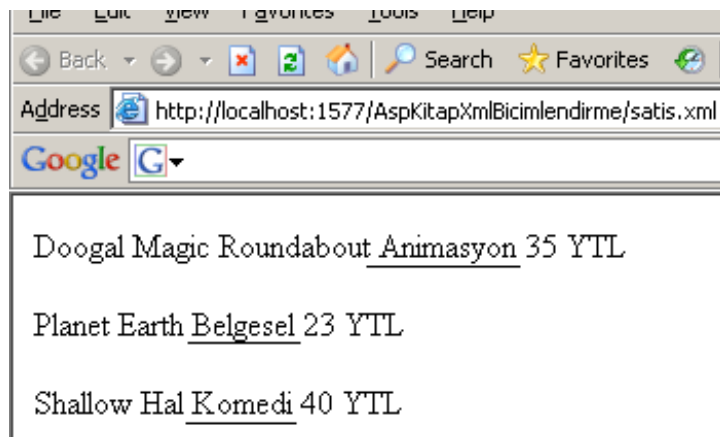 File Edit View Favorites Tools Help
Back Search Favorites
Address http://localhost:1577/AspKitapXmlBicimlendirme/satis.xml
Google G
Doogal Magic Roundabout Animasyon 35 YTL
Planet Earth Belgesel 23 YTL
Shallow Hal Komedi 40 YTL